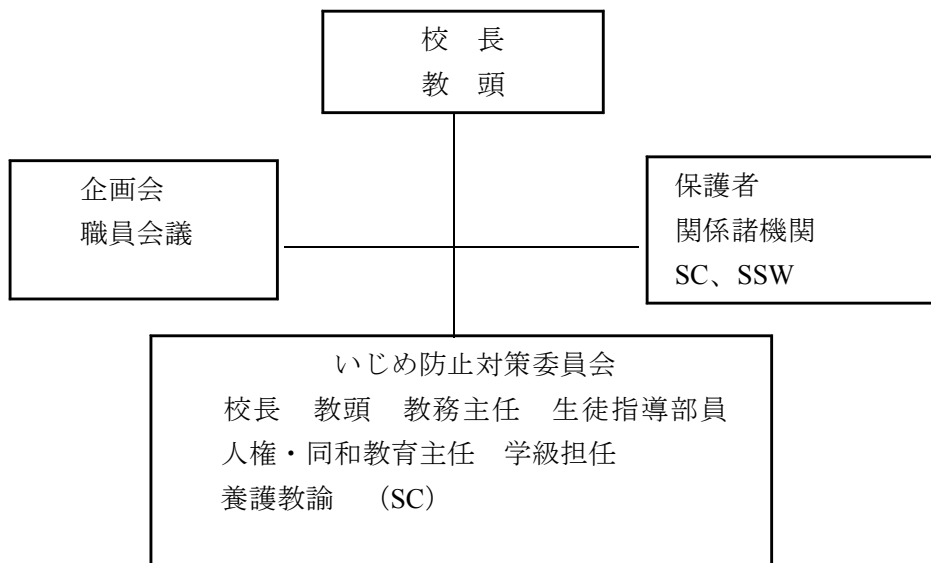 校　長
教　頭
企画会
職員会議
保護者
関係諸機関
SC、SSW
いじめ防止対策委員会
校長　教頭　教務主任　生徒指導部員
人権・同和教育主任　学級担任
養護教諭　（SC）